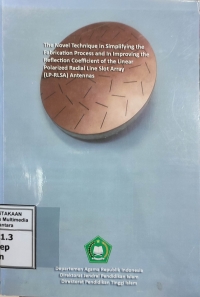 The Novel Technique in Simplifying the
Fabrication Process and in Improving the
Reflection Coefficient of the Linear
Polarized Radial Line Slot Array
(LP-RLSA) Antennas
STAKAAN
Multimedia
antara
1.3
ep
n
Departemen Agama Republik Indonesia
Direktorat Jenderal Pendidikan Islam
Direktorat Pendidikan Tinggi Islam